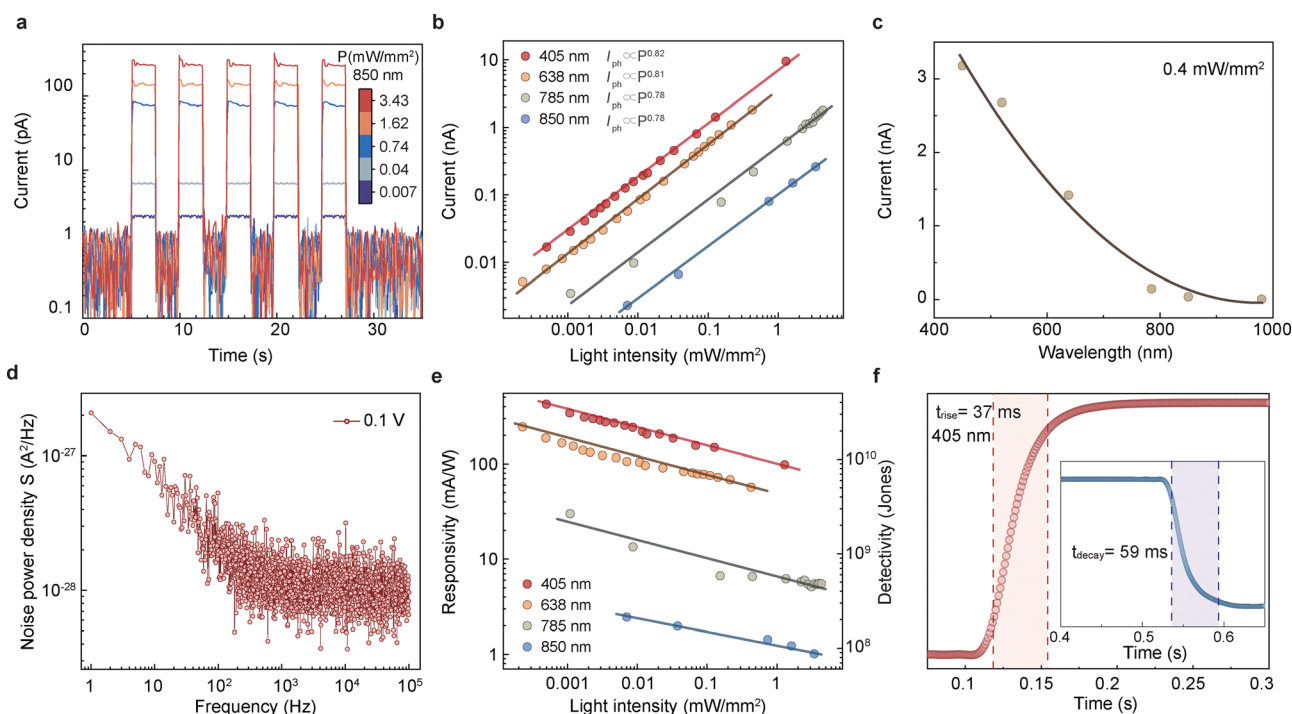 a
P(mW/mm²)
850 nm
3.43
1.62
0.74
0.04
0.007
100
10
1
0.1
Current (pA)
0 10 20 30
Time (s)
b
405 nm Iph∝P0.82
638 nm Iph∝P0.81
785 nm Iph∝P0.78
850 nm Iph∝P0.78
10
1
0.1
0.01
Current (nA)
0.001 0.01 0.1 1
Light intensity (mW/mm²)
c
0.4 mW/mm²
3
2
1
0
Current (nA)
400 600 800 1000
Wavelength (nm)
d
0.1 V
10-27
10-28
Noise power density S (A²/Hz)
1 10 10² 10³ 10⁴ 10⁵
Frequency (Hz)
e
100
10
1
Responsivity (mA/W)
405 nm
638 nm
785 nm
850 nm
10¹⁰
10⁹
10⁸
Detectivity (Jones)
0.001 0.01 0.1 1
Light intensity (mW/mm²)
f
trise= 37 ms
405 nm
tdecay= 59 ms
0.4 0.5 0.6
Time (s)
0.1 0.15 0.2 0.25 0.3
Time (s)